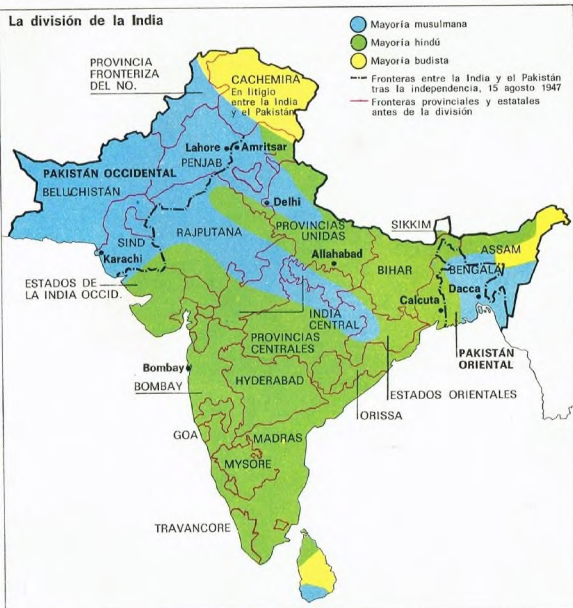 La división de la India
Mayoría musulmana
Mayoría hindú
Mayoría budista
Fronteras entre la India y el Pakistán
tras la independencia, 15 agosto 1947
Fronteras provinciales y estatales
antes de la división
PROVINCIA
FRONTERIZA
DEL NO.
CACHEMIRA
En litigio
entre la India
y el Pakistán
Lahore
Amritsar
PENJAB
PAKISTÁN OCCIDENTAL
BELUCHISTÁN
Delhi
PROVINCIAS
UNIDAS
SIKKIM
RAJPUTANA
SIND
Karachi
Allahabad
BIHAR
ASSAM
BENGALA
Dacca
Calcuta
ESTADOS DE
LA INDIA OCCID.
INDIA
CENTRAL
PROVINCIAS
CENTRALES
PAKISTÁN
ORIENTAL
Bombay
BOMBAY
HYDERABAD
ESTADOS ORIENTALES
ORISSA
GOA
MADRAS
MYSORE
TRAVANCORE